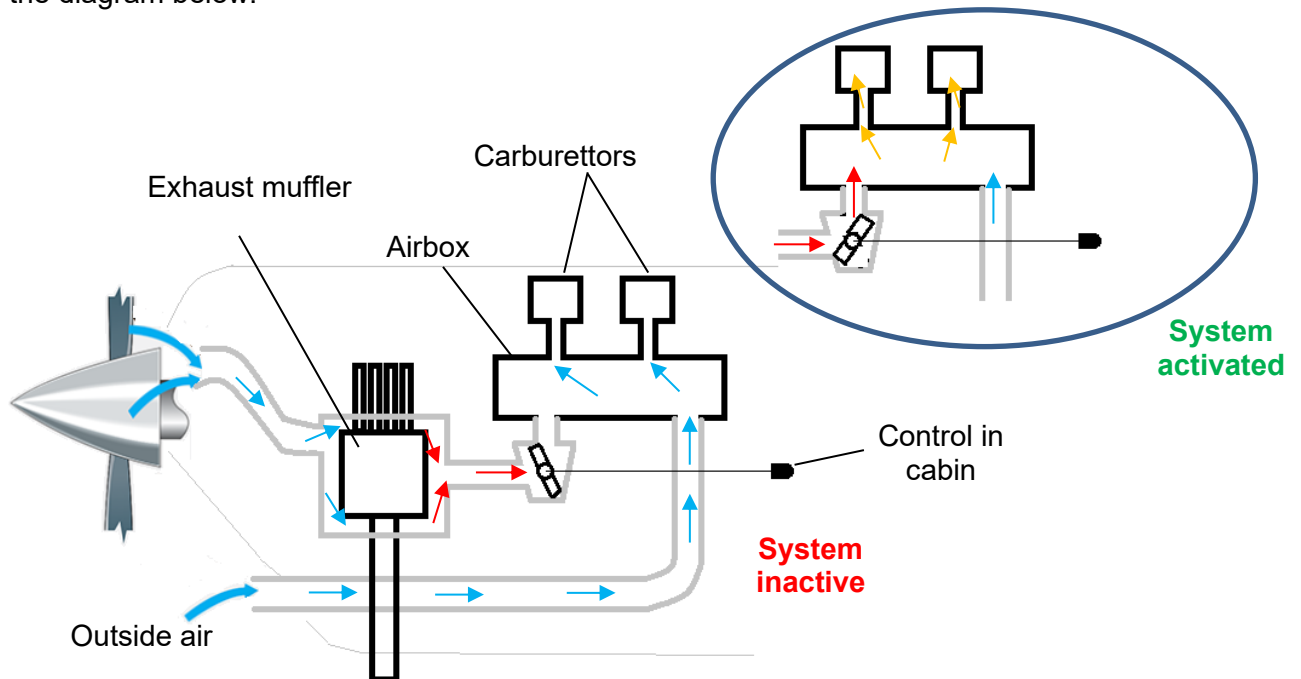 the diagram below.
Carburettors
Exhaust muffler
Airbox
System
activated
Control in
cabin
System
inactive
Outside air